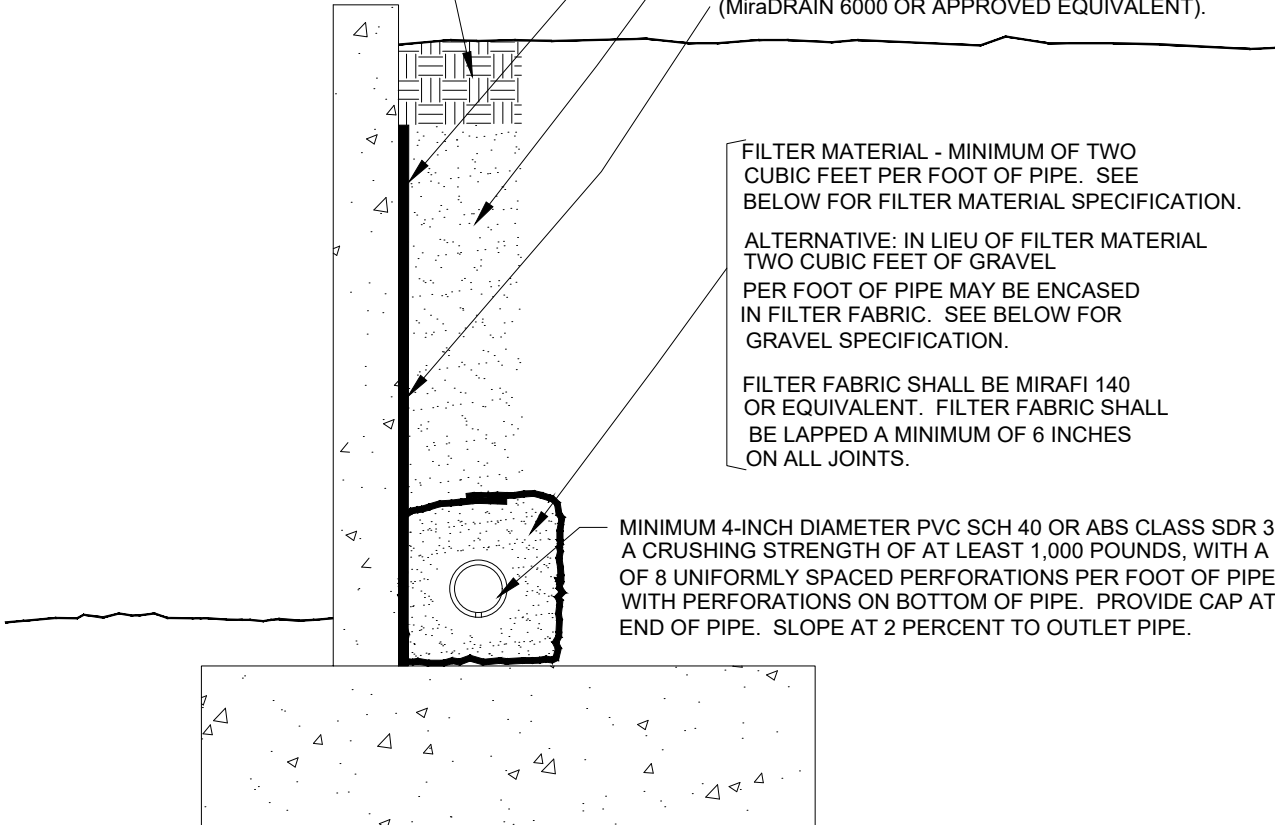 (MiraDRAIN 6000 OR APPROVED EQUIVALENT).
FILTER MATERIAL - MINIMUM OF TWO
CUBIC FEET PER FOOT OF PIPE. SEE
BELOW FOR FILTER MATERIAL SPECIFICATION.
ALTERNATIVE: IN LIEU OF FILTER MATERIAL
TWO CUBIC FEET OF GRAVEL
PER FOOT OF PIPE MAY BE ENCASED
IN FILTER FABRIC. SEE BELOW FOR
GRAVEL SPECIFICATION.
FILTER FABRIC SHALL BE MIRAFI 140
OR EQUIVALENT. FILTER FABRIC SHALL
BE LAPPED A MINIMUM OF 6 INCHES
ON ALL JOINTS.
MINIMUM 4-INCH DIAMETER PVC SCH 40 OR ABS CLASS SDR 3
A CRUSHING STRENGTH OF AT LEAST 1,000 POUNDS, WITH A
OF 8 UNIFORMLY SPACED PERFORATIONS PER FOOT OF PIPE
WITH PERFORATIONS ON BOTTOM OF PIPE. PROVIDE CAP AT
END OF PIPE. SLOPE AT 2 PERCENT TO OUTLET PIPE.